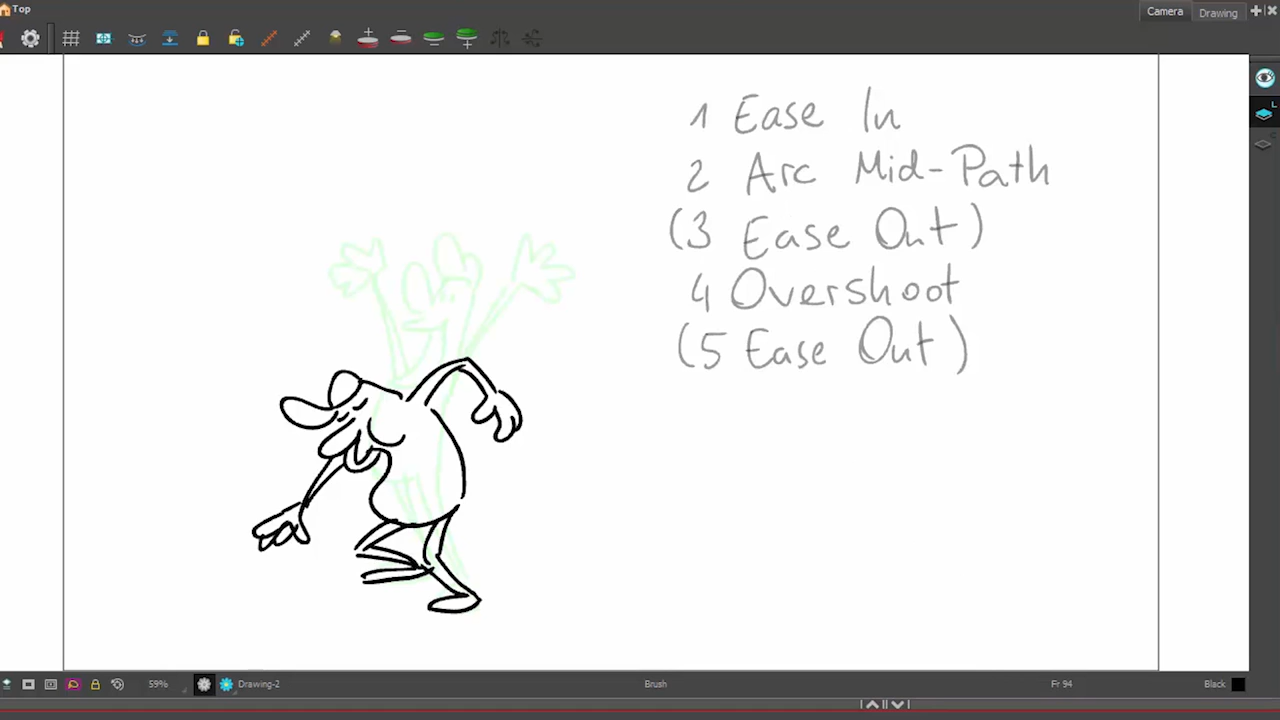 Top
Camera
Drawing
1 Ease In
2 Arc Mid-Path
(3 Ease Out)
4 Overshoot
(5 Ease Out)
59%
Drawing-2
Brush
Fr 94
Black